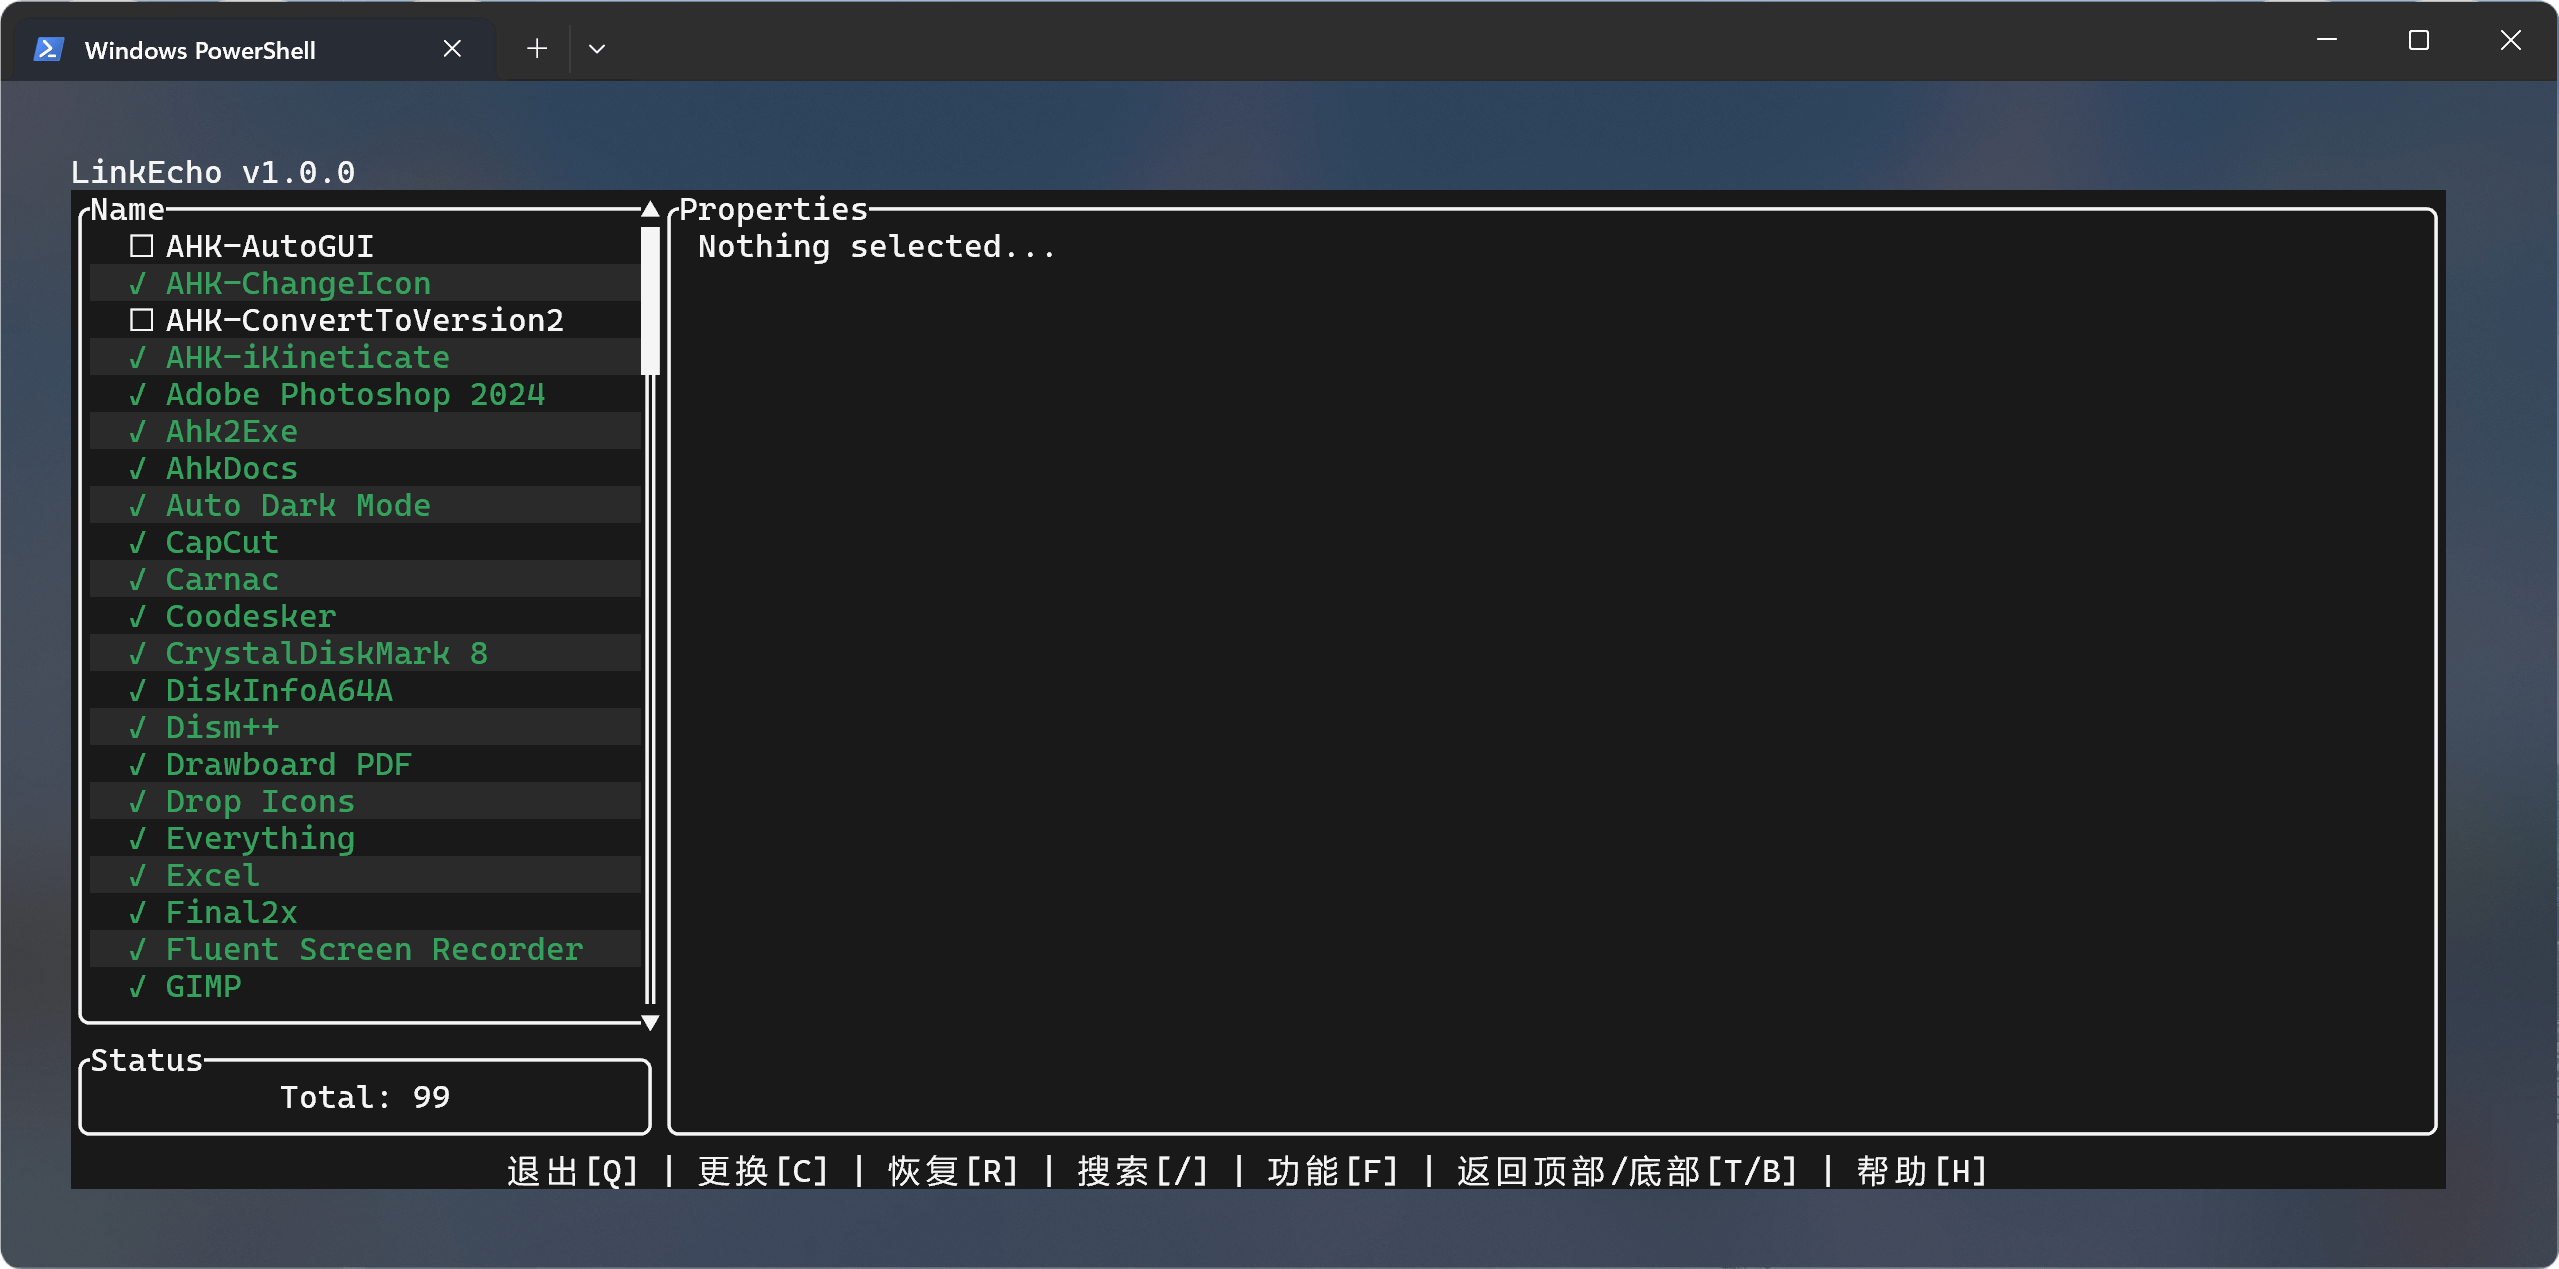 Windows PowerShell
LinkEcho v1.0.0
Name
□ AHK-AutoGUI
√ AHK-ChangeIcon
□ AHK-ConvertToVersion2
√ AHK-iKineticate
√ Adobe Photoshop 2024
√ Ahk2Exe
√ AhkDocs
√ Auto Dark Mode
√ CapCut
√ Carnac
√ Coodesker
√ CrystalDiskMark 8
√ DiskInfoA64A
√ Dism++
√ Drawboard PDF
√ Drop Icons
√ Everything
√ Excel
√ Final2x
√ Fluent Screen Recorder
√ GIMP
Status
Total: 99
Properties
Nothing selected...
退出[Q] | 更换[C] | 恢复[R] | 搜索[/] | 功能[F] | 返回顶部/底部[T/B] | 帮助[H]